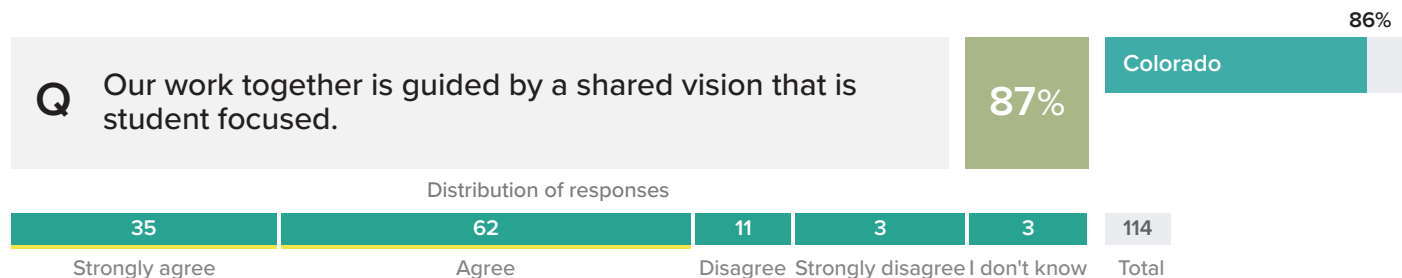 86%
Q
Our work together is guided by a shared vision that is
student focused.
87%
Colorado
Distribution of responses
35 62 11 3 3 114
Strongly agree Agree Disagree Strongly disagree I don't know Total